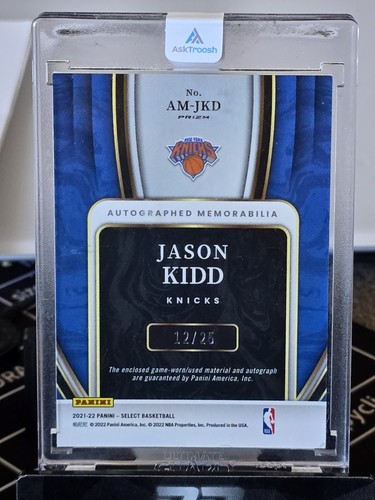 AskTroosh
No.
AM-JKD
PRIZM
NEW YORK
KNICKS
AUTOGRAPHED MEMORABILIA
JASON
KIDD
KNICKS
12/25
The enclosed game-worn/used material and autograph
are guaranteed by Panini America, Inc.
PANINI
2021-22 PANINI – SELECT BASKETBALL
© 2022 Panini America, Inc. © 2022 NBA Properties, Inc. Produced in the USA.